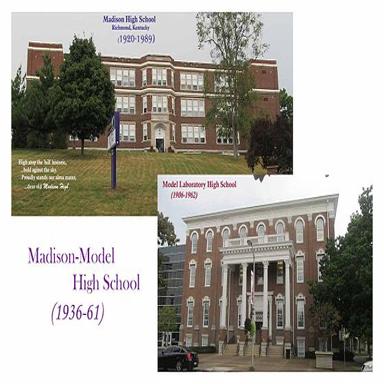 Madison High School
Richmond, Kentucky
(1920-1989)
High atop the hill historic,
..bold against the sky.
Proudly stands our alma mater,
...dear old Madison High
Model Laboratory High School
(1906-1962)
Madison-Model
High School
(1936-61)